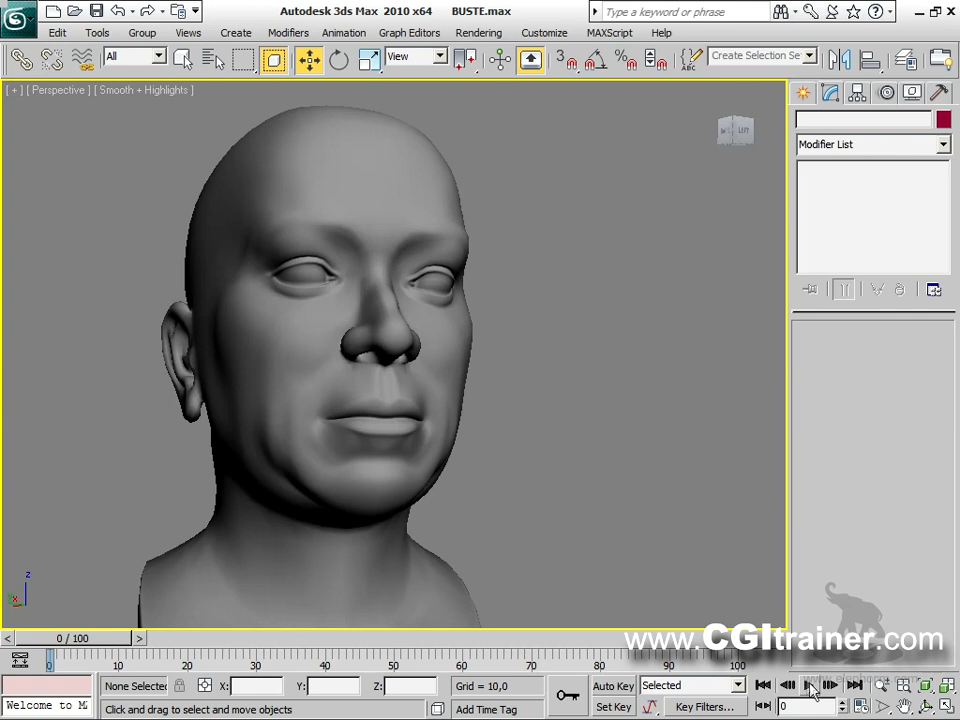 Autodesk 3ds Max 2010 x64 BUSTE.max
Type a keyword or phrase
Edit Tools Group Views Create Modifiers Animation Graph Editors Rendering Customize MAXScript Help
All View 3 Create Selection Se
[ + ] [ Perspective ] [ Smooth + Highlights ]
LEFT
Modifier List
z
x
0 / 100
www.CGItrainer.com
0 10 20 30 40 50 60 70 80 90 100
None Selected X: Y: Z: Grid = 10,0 Auto Key Selected
Welcome to M Click and drag to select and move objects Add Time Tag Set Key Key Filters... 0